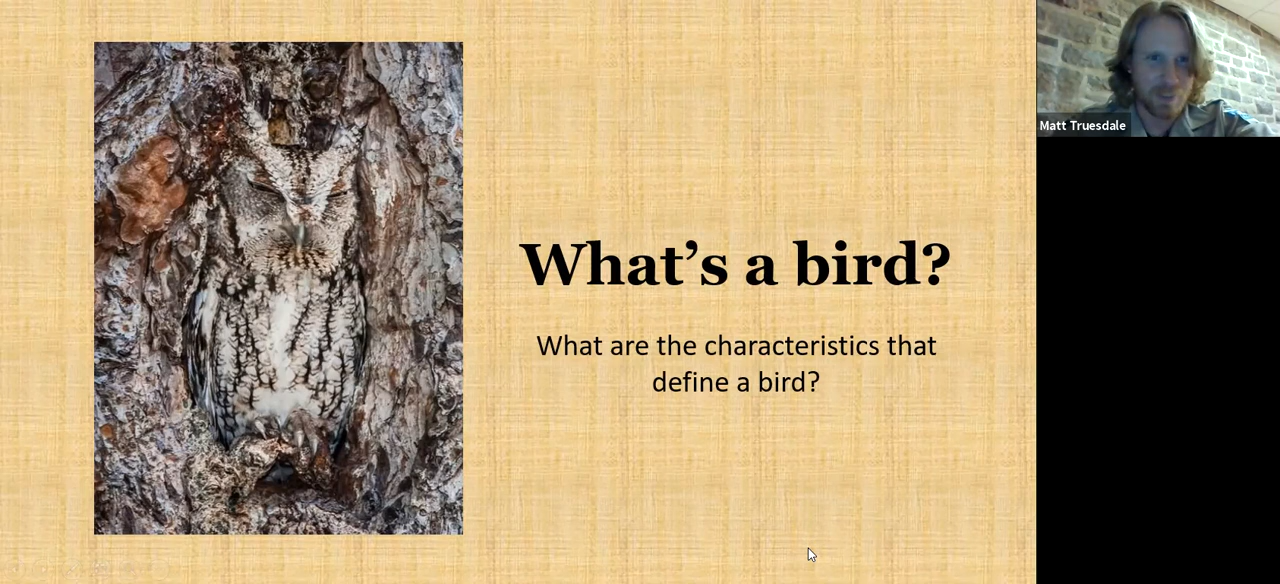 What's a bird?
What are the characteristics that
define a bird?
Matt Truesdale